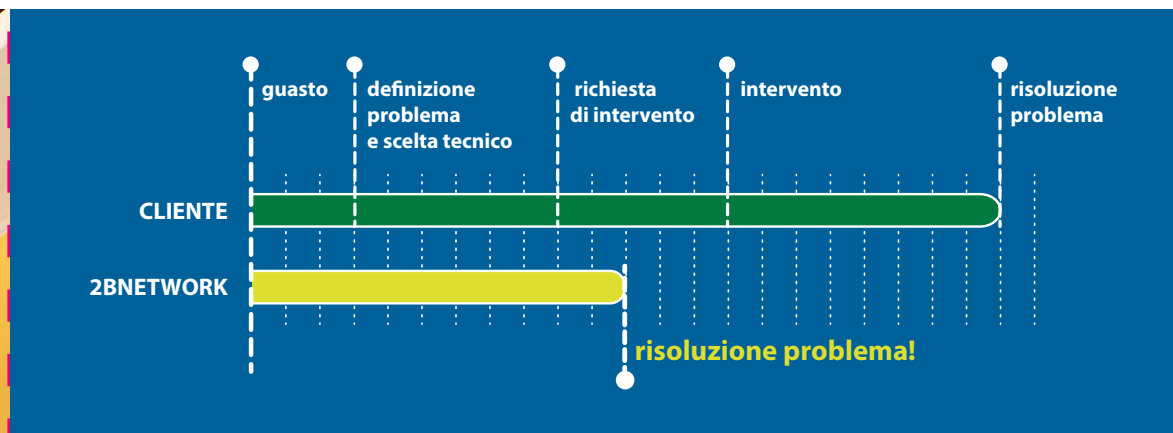 guasto
definizione
problema
e scelta tecnico
richiesta
di intervento
intervento
risoluzione
problema
CLIENTE
2BNETWORK
risoluzione problema!